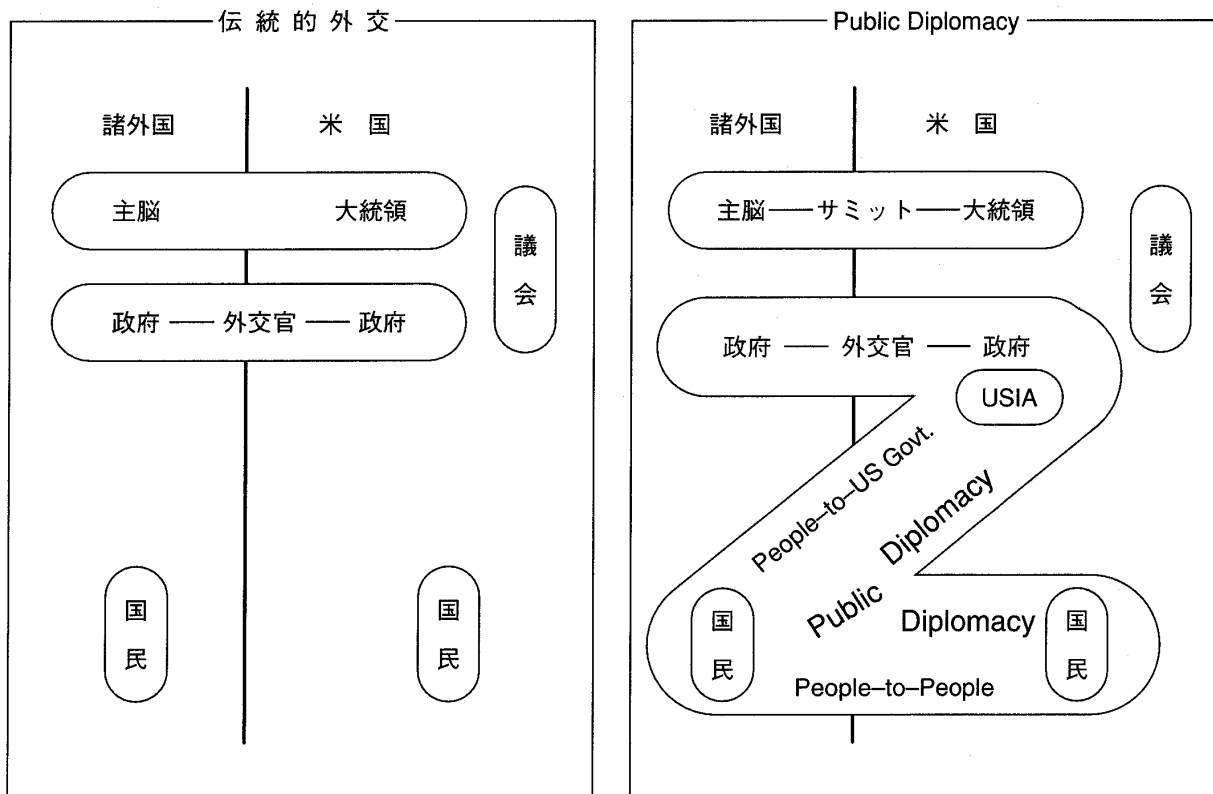 伝統的外交
諸外国 米国
主脳 大統領
議会
政府 ― 外交官 ― 政府
国民 国民
Public Diplomacy
諸外国 米国
主脳 ― サミット ― 大統領
議会
政府 ― 外交官 ― 政府
USIA
People–to–US Govt.
Public Diplomacy
Diplomacy
国民 国民
People–to–People